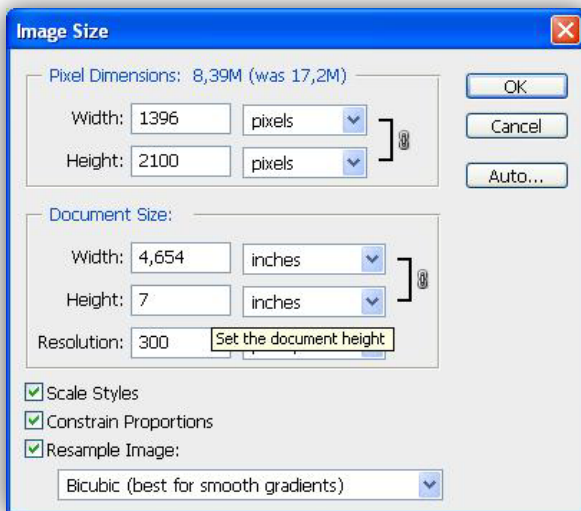 Image Size
Pixel Dimensions: 8,39M (was 17,2M)
Width: 1396 pixels
Height: 2100 pixels
OK
Cancel
Auto...
Document Size:
Width: 4,654 inches
Height: 7 inches
Resolution: 300
Set the document height
Scale Styles
Constrain Proportions
Resample Image:
Bicubic (best for smooth gradients)